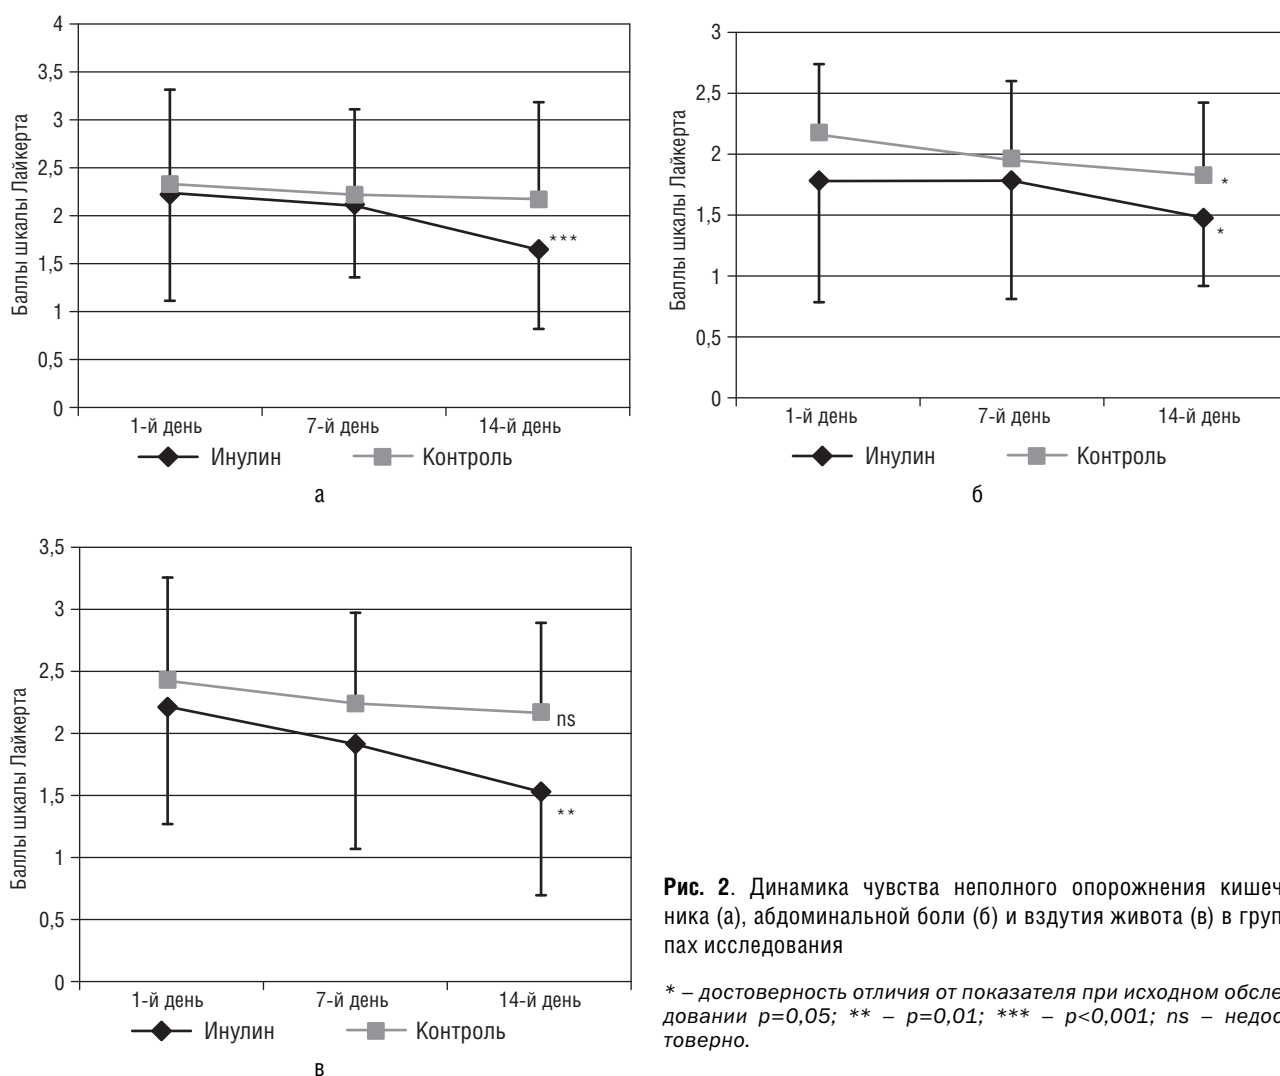 4
3,5
3
2,5
2
1,5
1
0,5
0
Баллы шкалы Лайкерта
***
1-й день 7-й день 14-й день
Инулин Контроль
а
3
2,5
2
1,5
1
0,5
0
Баллы шкалы Лайкерта
*
*
1-й день 7-й день 14-й день
Инулин Контроль
б
3,5
3
2,5
2
1,5
1
0,5
0
Баллы шкалы Лайкерта
ns
**
1-й день 7-й день 14-й день
Инулин Контроль
в
Рис. 2. Динамика чувства неполного опорожнения кишеч
ника (а), абдоминальной боли (б) и вздутия живота (в) в груп
пах исследования
* – достоверность отличия от показателя при исходном обсле
довании p=0,05; ** – p=0,01; *** – p<0,001; ns – недос
товерно.